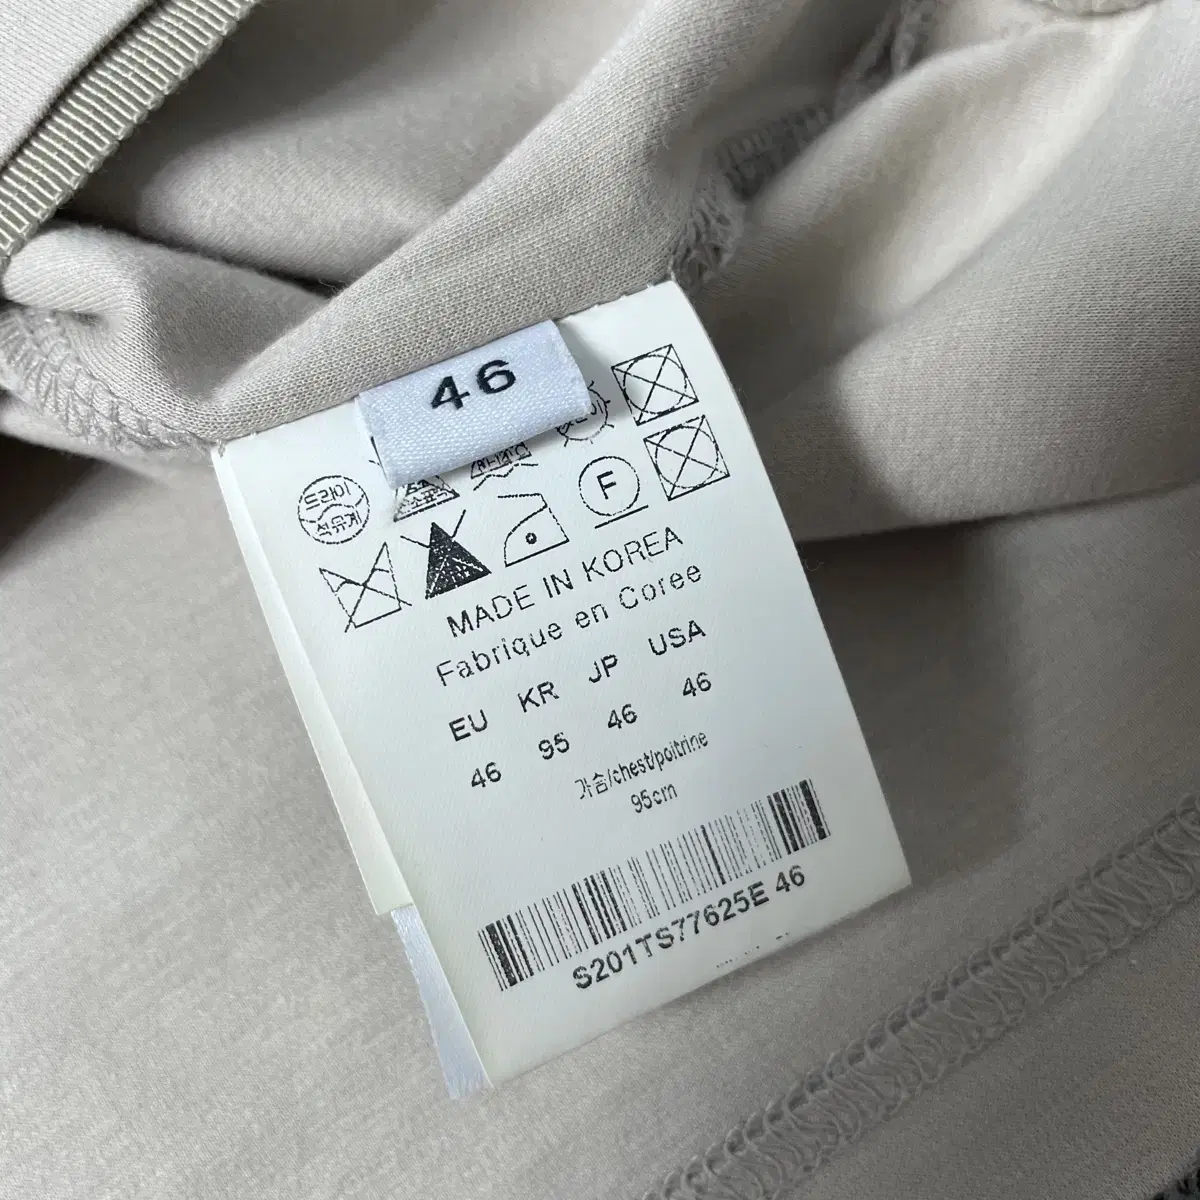 46
드라이
석유계
F
MADE IN KOREA
Fabrique en Coree
EU KR JP USA
46 95 46 46
가슴/chest/poitrine
95cm
S201TS77625E 46